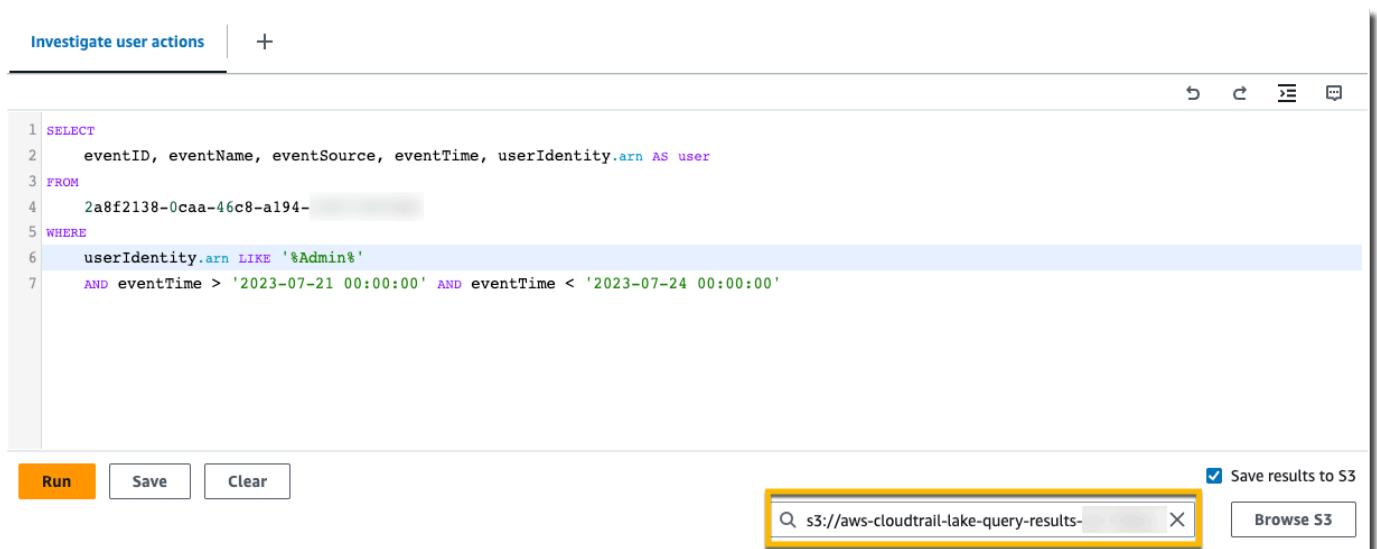 Investigate user actions
1 SELECT
2 eventID, eventName, eventSource, eventTime, userIdentity.arn AS user
3 FROM
4 2a8f2138-0caa-46c8-a194-
5 WHERE
6 userIdentity.arn LIKE '%Admin%'
7 AND eventTime > '2023-07-21 00:00:00' AND eventTime < '2023-07-24 00:00:00'
Run Save Clear
Save results to S3
s3://aws-cloudtrail-lake-query-results-
Browse S3